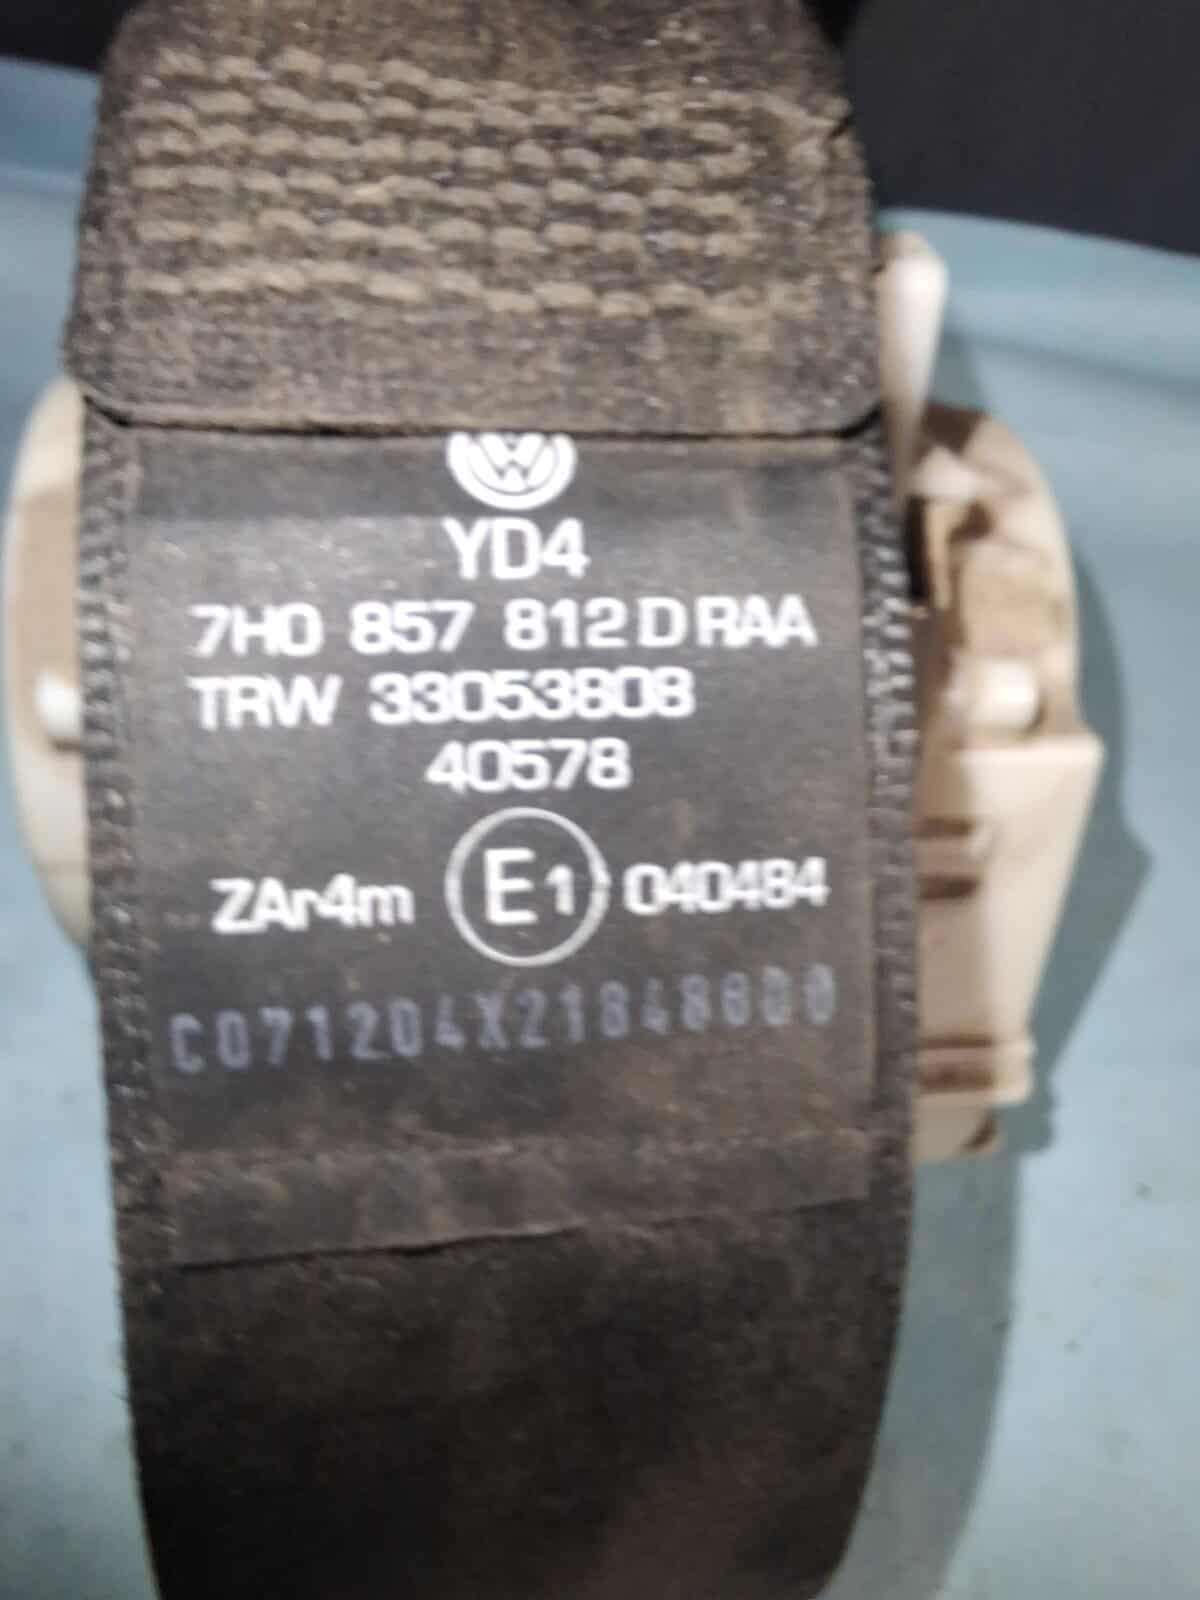 YD4
7H0 857 812 D RAA
TRW 33053808
40578
ZAr4m E1 040484
C071204X21848600